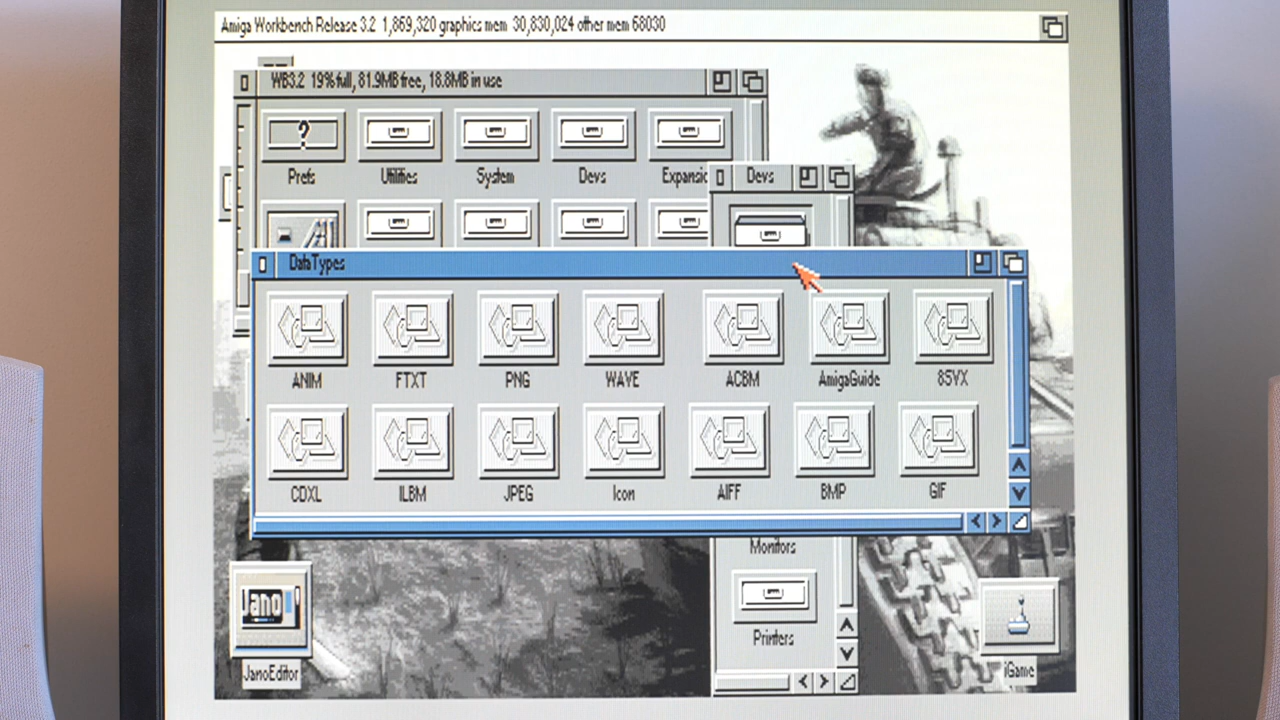 Amiga Workbench Release 3.2 1,869,320 graphics mem 30,830,024 other mem 68030
WB3.2 19% full, 81.9MB free, 18.8MB in use
?
Prefs Utilities System Devs Expansio
Devs
DataTypes
ANIM FTXT PNG WAVE ACBM AmigaGuide 8SVX
CDXL ILBM JPEG Icon AIFF BMP GIF
Monitors
Jano
Printers
JanoEditor
iGame